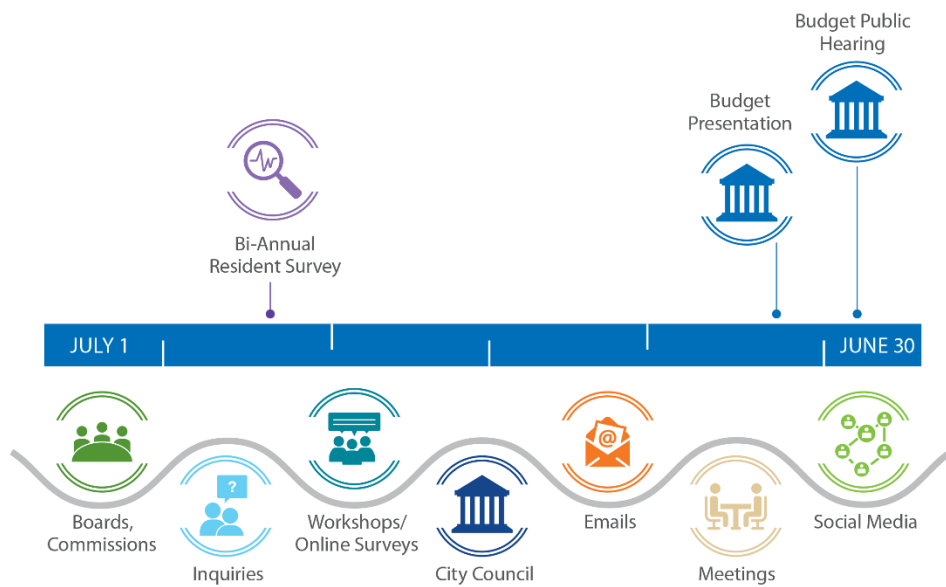 Budget Public
Hearing
Budget
Presentation
Bi-Annual
Resident Survey
JULY 1
JUNE 30
?
@
Boards,
Commissions
Inquiries
Workshops/
Online Surveys
City Council
Emails
Meetings
Social Media